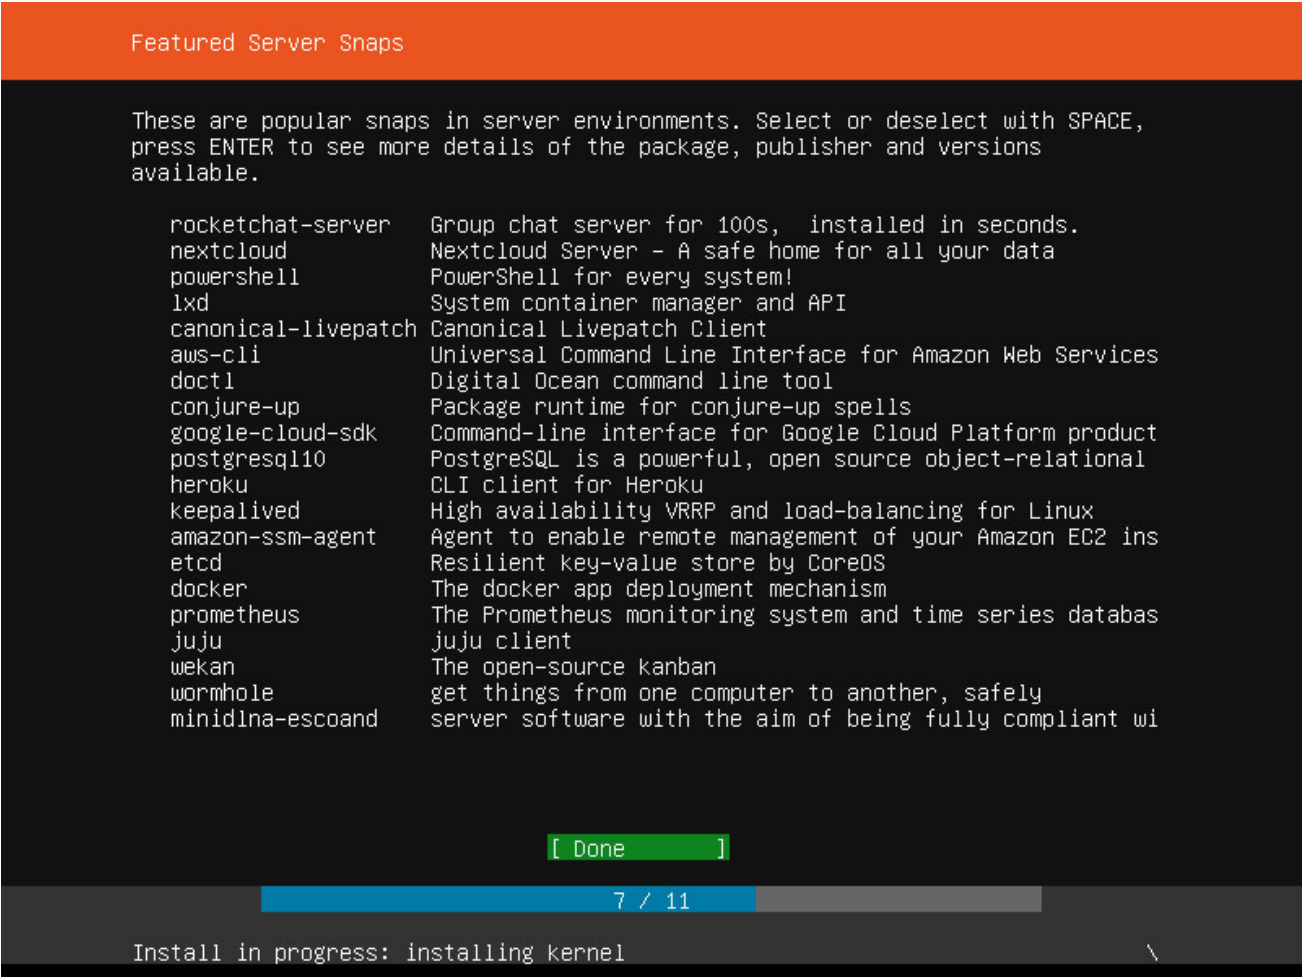 Featured Server Snaps
These are popular snaps in server environments. Select or deselect with SPACE,
press ENTER to see more details of the package, publisher and versions
available.
rocketchat-server Group chat server for 100s, installed in seconds.
nextcloud Nextcloud Server – A safe home for all your data
powershell PowerShell for every system!
lxd System container manager and API
canonical-livepatch Canonical Livepatch Client
aws-cli Universal Command Line Interface for Amazon Web Services
doctl Digital Ocean command line tool
conjure-up Package runtime for conjure-up spells
google-cloud-sdk Command-line interface for Google Cloud Platform product
postgresql10 PostgreSQL is a powerful, open source object-relational
heroku CLI client for Heroku
keepalived High availability VRRP and load-balancing for Linux
amazon-ssm-agent Agent to enable remote management of your Amazon EC2 ins
etcd Resilient key-value store by CoreOS
docker The docker app deployment mechanism
prometheus The Prometheus monitoring system and time series databas
juju juju client
wekan The open-source kanban
wormhole get things from one computer to another, safely
minidlna-escoand server software with the aim of being fully compliant wi
[ Done ]
7 / 11
Install in progress: installing kernel \